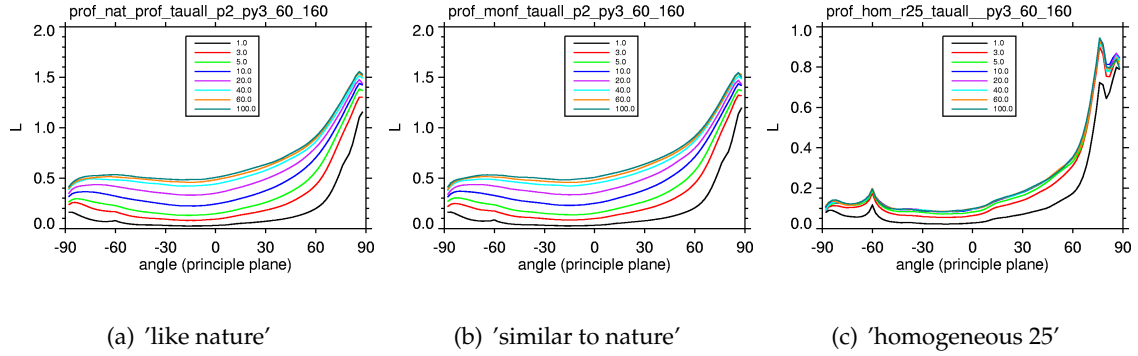 prof_nat_prof_tauall_p2_py3_60_160
2.0
1.5
1.0
0.5
0.0
L
1.0
3.0
5.0
10.0
20.0
40.0
60.0
100.0
-90 -60 -30 0 30 60 90
angle (principle plane)
(a) ’like nature’
prof_monf_tauall_p2_py3_60_160
2.0
1.5
1.0
0.5
0.0
L
1.0
3.0
5.0
10.0
20.0
40.0
60.0
100.0
-90 -60 -30 0 30 60 90
angle (principle plane)
(b) ’similar to nature’
prof_hom_r25_tauall__py3_60_160
1.0
0.8
0.6
0.4
0.2
0.0
L
1.0
3.0
5.0
10.0
20.0
40.0
60.0
100.0
-90 -60 -30 0 30 60 90
angle (principle plane)
(c) ’homogeneous 25’